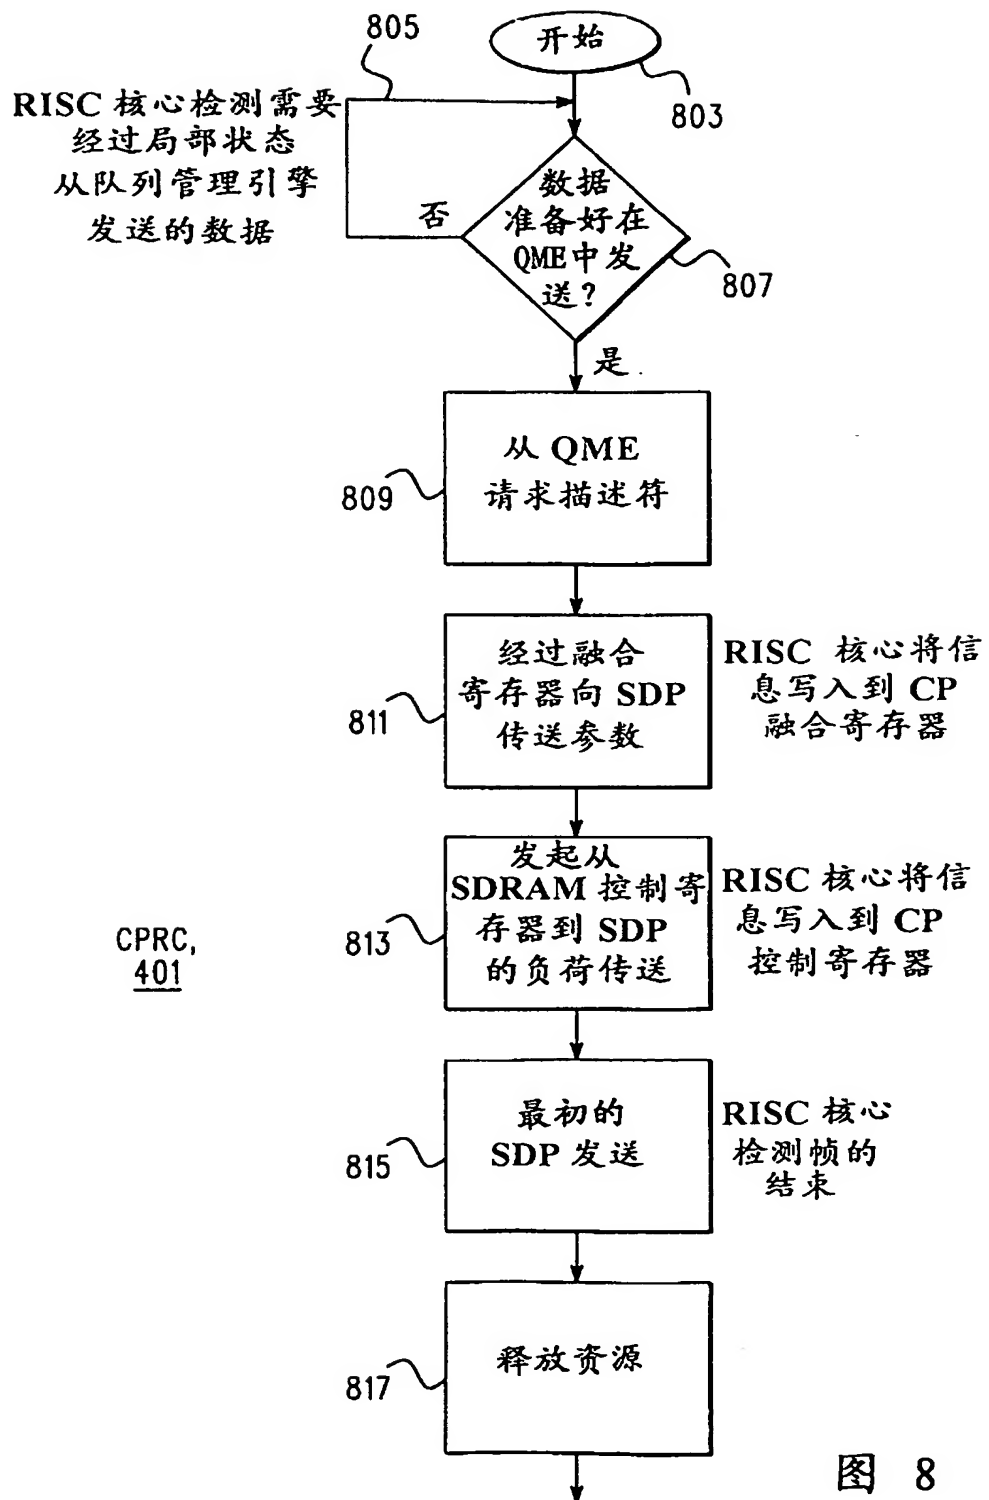 开始
803
805
RISC 核心检测需要
经过局部状态
从队列管理引擎
发送的数据
否
数据
准备好在
QME中发
送?
807
是
从 QME
请求描述符
809
经过融合
寄存器向 SDP
传送参数
811
RISC 核心将信
息写入到 CP
融合寄存器
发起从
SDRAM 控制寄
存器到 SDP
的负荷传送
813
RISC 核心将信
息写入到 CP
控制寄存器
CPRC,
401
最初的
SDP 发送
815
RISC 核心
检测帧的
结束
释放资源
817
图 8